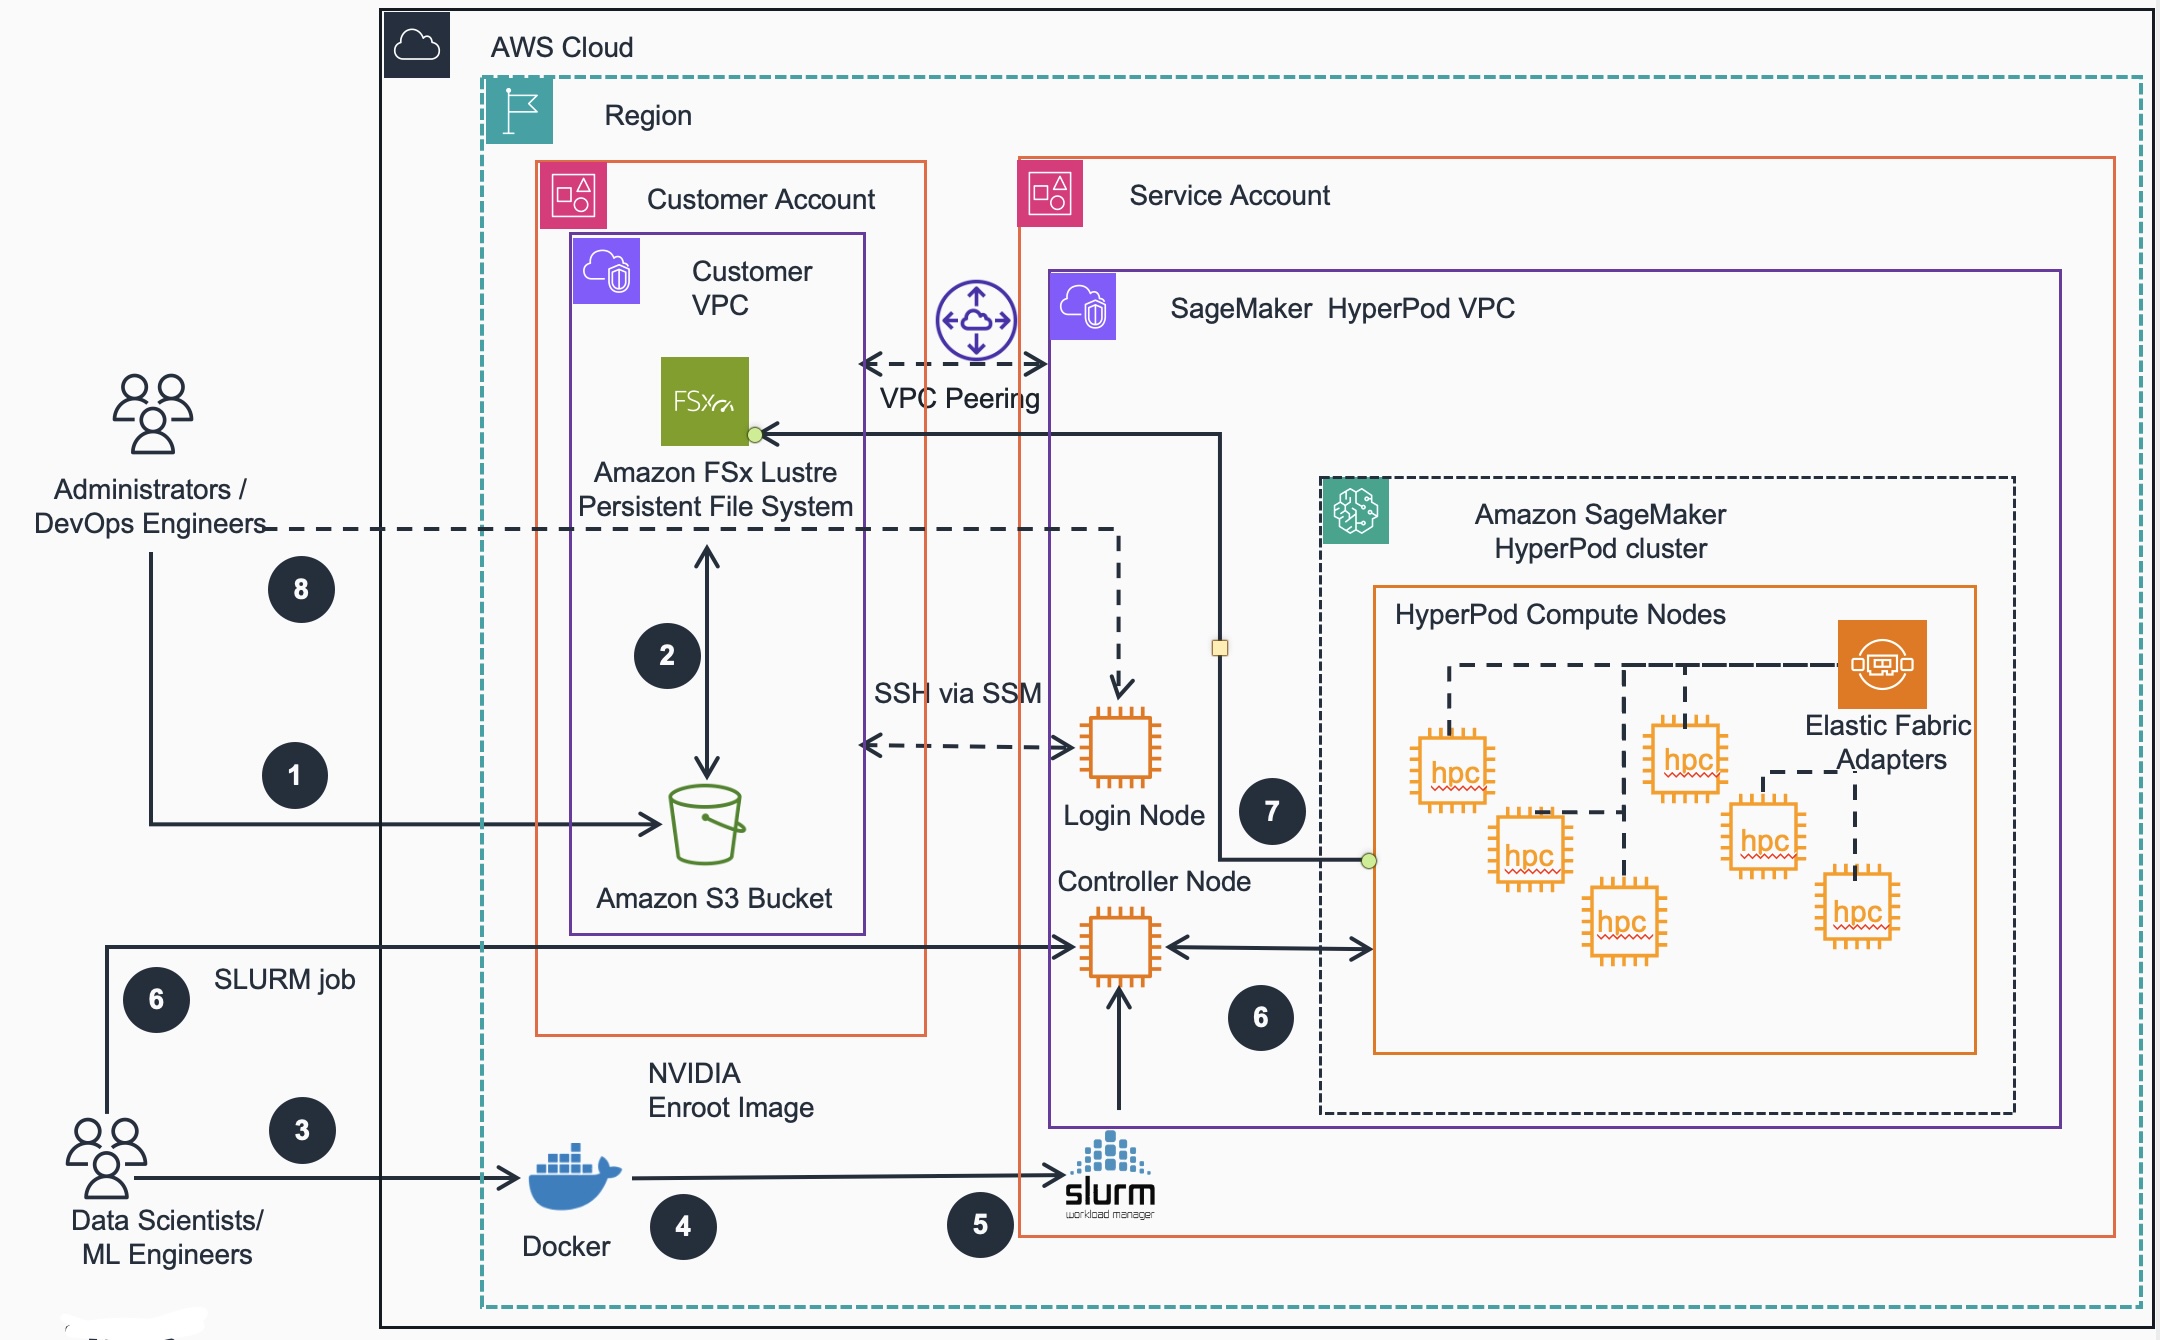 AWS Cloud
Region
Customer Account
Service Account
Customer
VPC
SageMaker HyperPod VPC
FSx
VPC Peering
Amazon FSx Lustre
Persistent File System
Administrators /
DevOps Engineers
8
Amazon SageMaker
HyperPod cluster
HyperPod Compute Nodes
2
SSH via SSM
Elastic Fabric
Adapters
hpc
hpc
hpc
hpc
hpc
hpc
1
Login Node
7
Controller Node
Amazon S3 Bucket
6
SLURM job
6
NVIDIA
Enroot Image
3
slurm
workload manager
Data Scientists/
ML Engineers
Docker
4
5